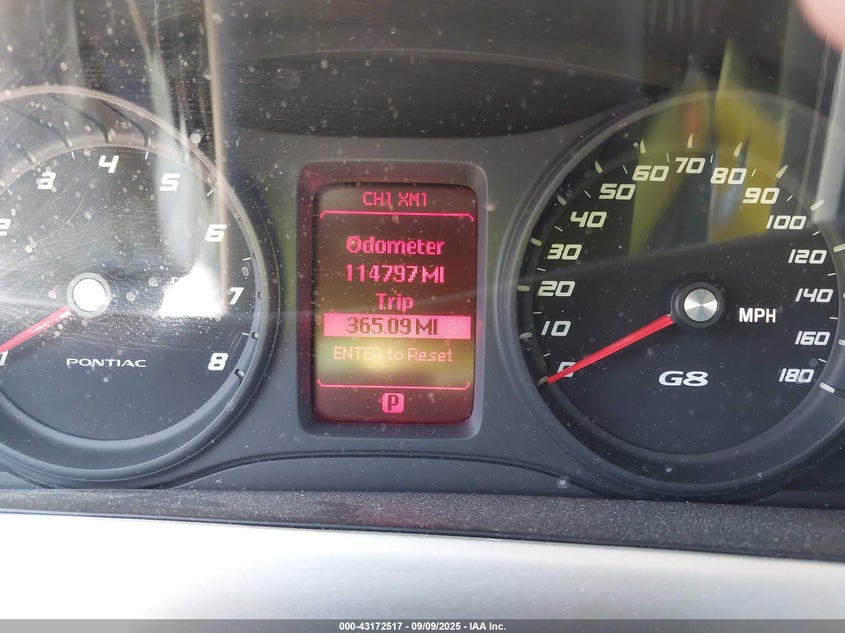 2
3
4
5
6
7
8
1
PONTIAC
CH1 XM1
Odometer
114797 MI
Trip
365.09 MI
ENTER to Reset
P
0
10
20
30
40
50
60
70
80
90
100
120
140
160
180
MPH
G8
000-43172517 - 09/09/2025 - IAA Inc.